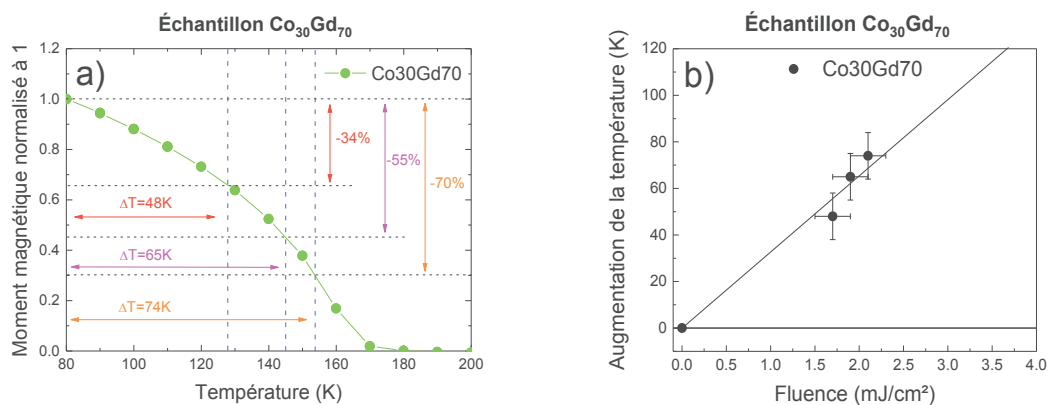 Échantillon Co30Gd70
a)
Co30Gd70
-34%
-55%
-70%
ΔT=48K
ΔT=65K
ΔT=74K
Moment magnétique normalisé à 1
1.2
1.0
0.8
0.6
0.4
0.2
0.0
80 100 120 140 160 180 200
Température (K)
Échantillon Co30Gd70
b)
Co30Gd70
Augmentation de la température (K)
120
100
80
60
40
20
0
0.0 0.5 1.0 1.5 2.0 2.5 3.0 3.5 4.0
Fluence (mJ/cm²)